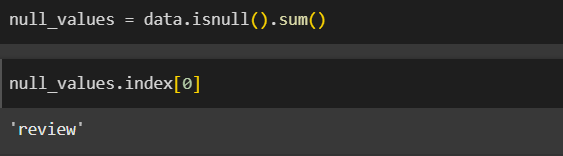 null_values = data.isnull().sum()
null_values.index[0]
'review'